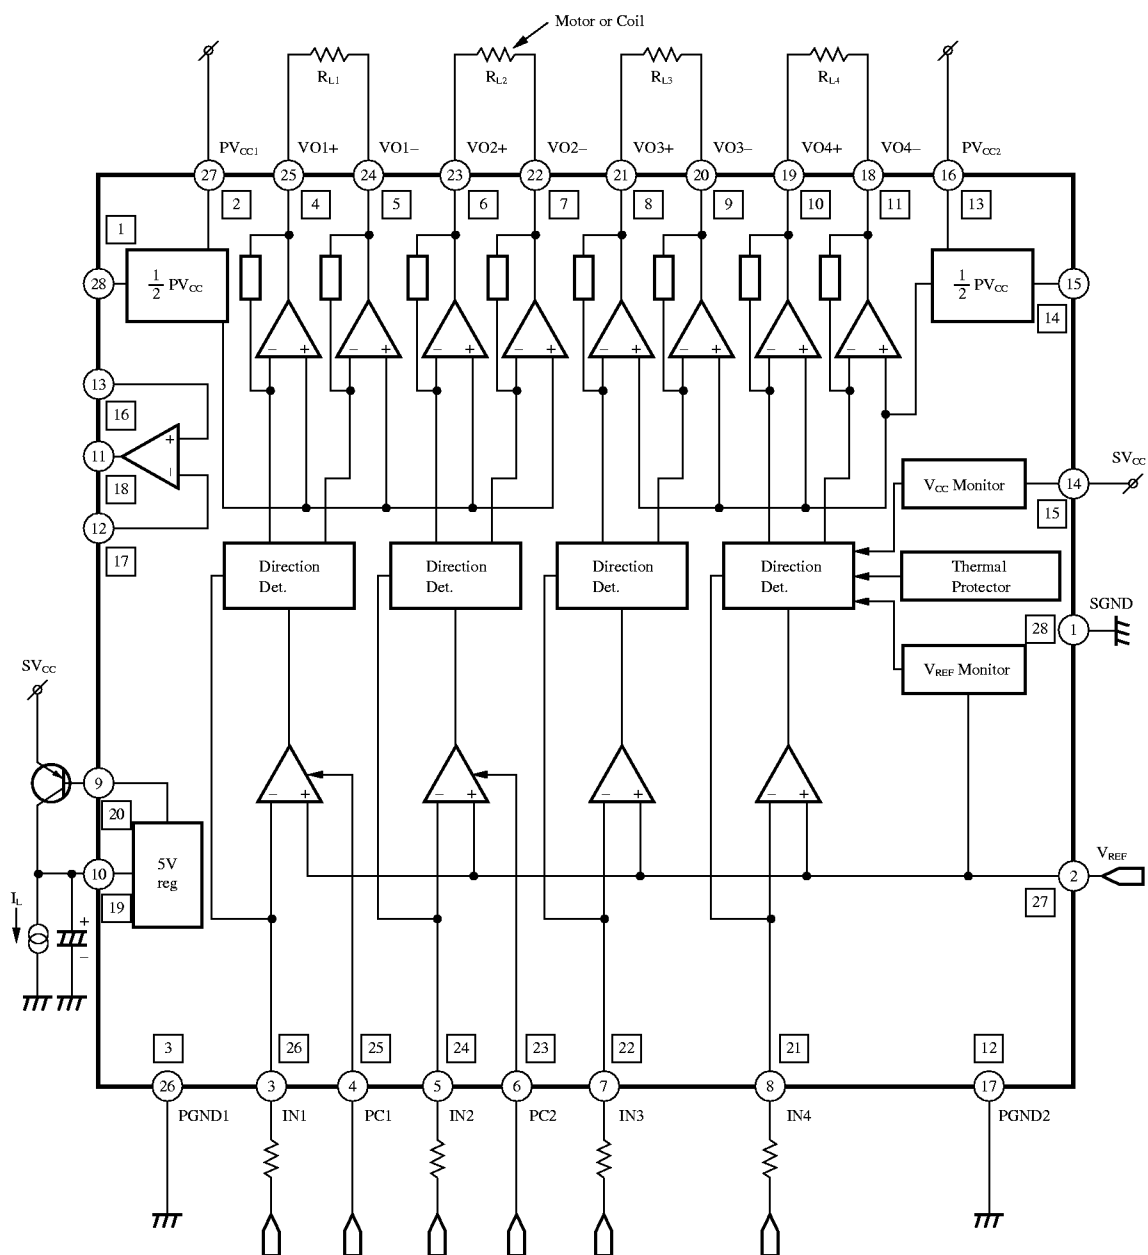 Motor or Coil
RL1
RL2
RL3
RL4
PVCC1
VO1+
VO1–
VO2+
VO2–
VO3+
VO3–
VO4+
VO4–
PVCC2
27
25
24
23
22
21
20
19
18
16
2
4
5
6
7
8
9
10
11
13
1
28
1/2 PVCC
1/2 PVCC
15
14
– +
– +
– +
– +
– +
– +
– +
– +
13
16
+
11
–
18
12
17
VCC Monitor
14
SVCC
15
Direction
Det.
Direction
Det.
Direction
Det.
Direction
Det.
Thermal
Protector
SGND
28
1
VREF Monitor
SVCC
9
20
– +
– +
– +
– +
5V
reg
10
19
IL
+
–
VREF
2
27
3
26
25
24
23
22
21
12
26
3
4
5
6
7
8
17
PGND1
IN1
PC1
IN2
PC2
IN3
IN4
PGND2